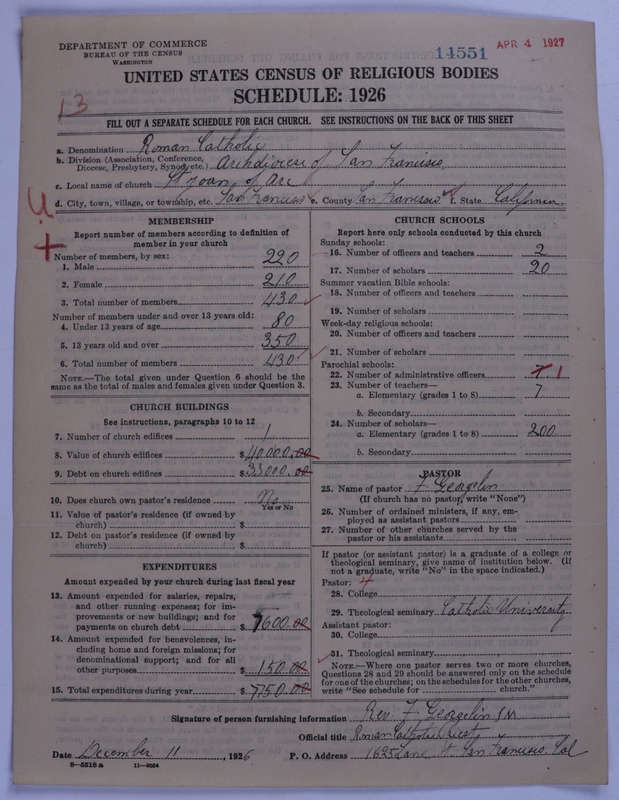 DEPARTMENT OF COMMERCE
BUREAU OF THE CENSUS
WASHINGTON
14551
APR 4 1927
UNITED STATES CENSUS OF RELIGIOUS BODIES
SCHEDULE: 1926
13
FILL OUT A SEPARATE SCHEDULE FOR EACH CHURCH. SEE INSTRUCTIONS ON THE BACK OF THIS SHEET
a. Denomination Roman Catholic
b. Division (Association, Conference, Diocese, Presbytery, Synod, etc.) Archdiocese of San Francisco
c. Local name of church St Joan of Arc
d. City, town, village, or township, etc. San Francisco e. County San Francisco f. State California
MEMBERSHIP
Report number of members according to definition of
member in your church
Number of members, by sex:
1. Male 220
2. Female 210
3. Total number of members 430
Number of members under and over 13 years old:
4. Under 13 years of age 80
5. 13 years old and over 350
6. Total number of members 430
NOTE.—The total given under Question 6 should be the
same as the total of males and females given under Question 3.
CHURCH BUILDINGS
See instructions, paragraphs 10 to 12
7. Number of church edifices 1
8. Value of church edifices $ 40000.00
9. Debt on church edifices $ 33000.00
10. Does church own pastor's residence No
Yes or No
11. Value of pastor's residence (if owned by
church) $
12. Debt on pastor's residence (if owned by
church) $
EXPENDITURES
Amount expended by your church during last fiscal year
13. Amount expended for salaries, repairs,
and other running expenses; for im-
provements or new buildings; and for
payments on church debt $ 7600.00
14. Amount expended for benevolences, in-
cluding home and foreign missions; for
denominational support; and for all
other purposes $ 150.00
15. Total expenditures during year $ 7750.00
CHURCH SCHOOLS
Report here only schools conducted by this church
Sunday schools:
16. Number of officers and teachers 2
17. Number of scholars 20
Summer vacation Bible schools:
18. Number of officers and teachers
19. Number of scholars
Week-day religious schools:
20. Number of officers and teachers
21. Number of scholars
Parochial schools:
22. Number of administrative officers 1
23. Number of teachers—
a. Elementary (grades 1 to 8) 7
b. Secondary
24. Number of scholars—
a. Elementary (grades 1 to 8) 200
b. Secondary
PASTOR
25. Name of pastor F Georgelin
(If church has no pastor, write "None")
26. Number of ordained ministers, if any, em-
ployed as assistant pastors
27. Number of other churches served by the
pastor or his assistants
If pastor (or assistant pastor) is a graduate of a college or
theological seminary, give name of institution below. (If
not a graduate, write "No" in the space indicated.)
Pastor: 4
28. College
29. Theological seminary Catholic University
Assistant pastor:
30. College
31. Theological seminary
NOTE.—Where one pastor serves two or more churches,
Questions 28 and 29 should be answered only on the schedule
for one of the churches; on the schedules for the other churches,
write "See schedule for church."
Signature of person furnishing information Rev. F. Georgelin S.M
Official title Roman Catholic Priest
Date December 11, 1926 P. O. Address 1625 Lane St San Francisco, Cal
8—5518 a 11—9064